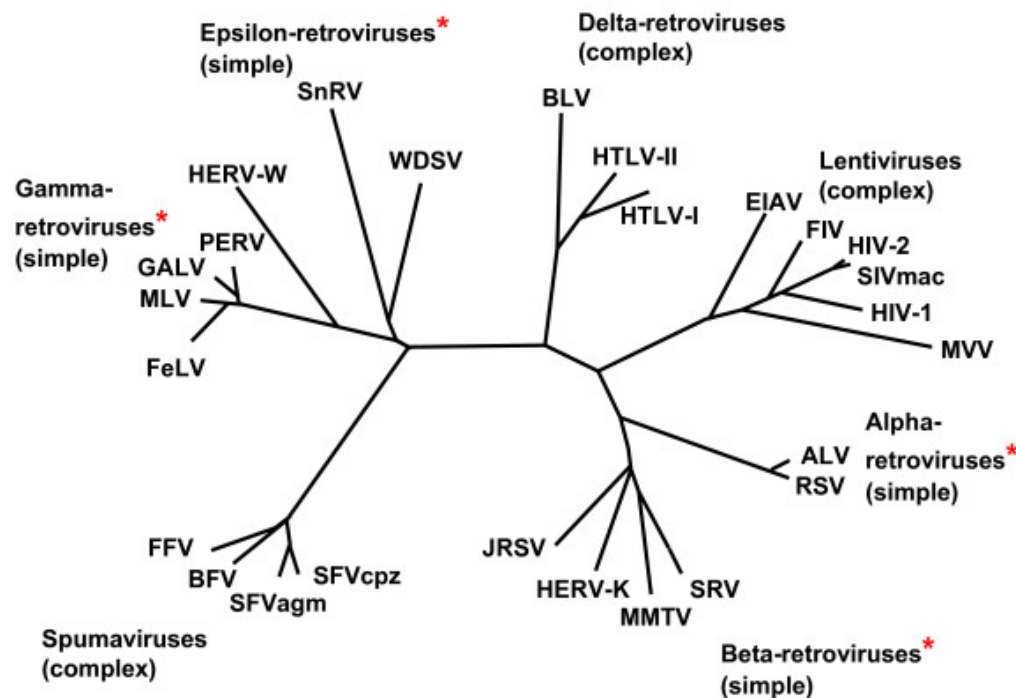 Epsilon-retroviruses*
(simple)
SnRV
WDSV
Delta-retroviruses
(complex)
BLV
HTLV-II
HTLV-I
Lentiviruses
(complex)
EIAV
FIV
HIV-2
SIVmac
HIV-1
MVV
Gamma-
retroviruses*
(simple)
HERV-W
PERV
GALV
MLV
FeLV
Alpha-
retroviruses*
(simple)
ALV
RSV
FFV
BFV
SFVagm
SFVcpz
Spumaviruses
(complex)
JRSV
HERV-K
MMTV
SRV
Beta-retroviruses*
(simple)